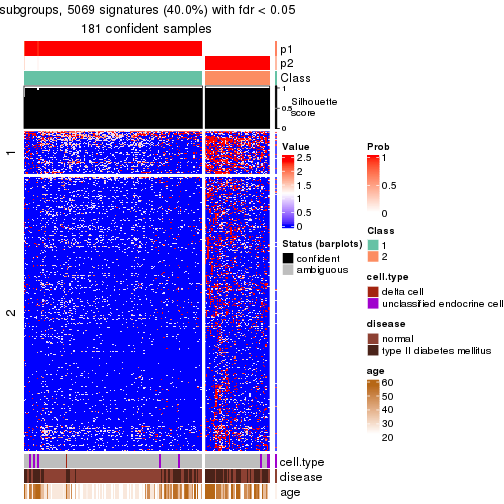 subgroups, 5069 signatures (40.0%) with fdr < 0.05
181 confident samples
p1
p2
Class
1
0.5
0
Silhouette
score
1
2
Value
2.5
2
1.5
1
0.5
0
Status (barplots)
confident
ambiguous
Prob
1
0.5
0
Class
1
2
cell.type
delta cell
unclassified endocrine cell
disease
normal
type II diabetes mellitus
age
60
50
40
30
20
cell.type
disease
age